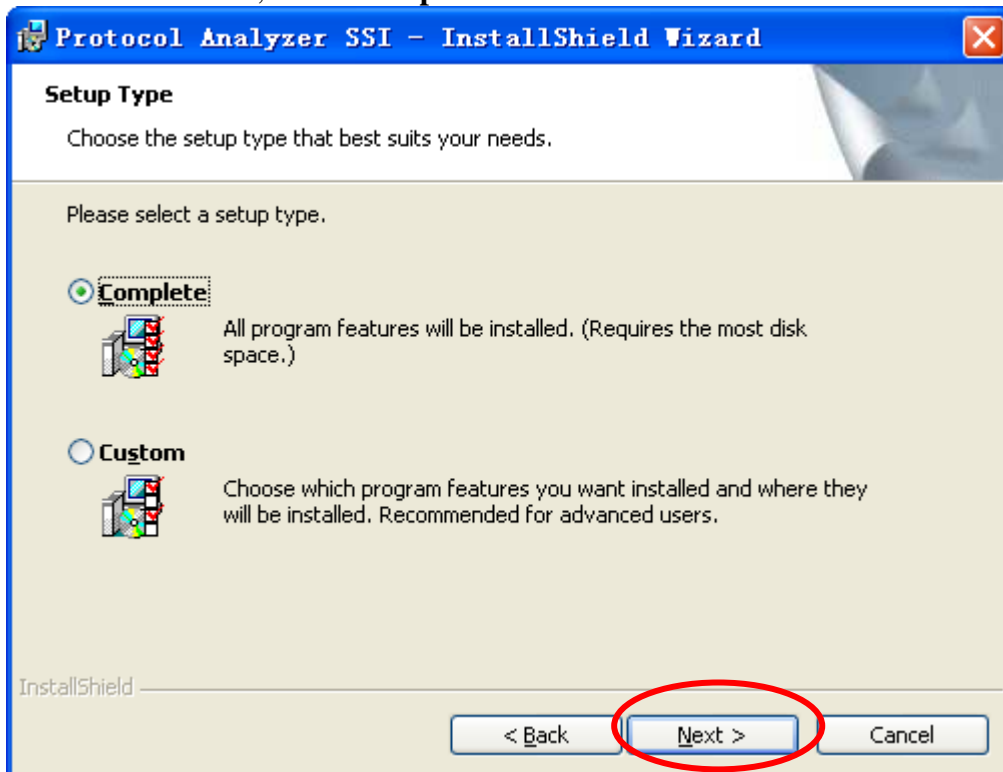 Protocol Analyzer SSI - InstallShield Wizard
Setup Type
Choose the setup type that best suits your needs.
Please select a setup type.
Complete
All program features will be installed. (Requires the most disk
space.)
Custom
Choose which program features you want installed and where they
will be installed. Recommended for advanced users.
InstallShield
< Back Next > Cancel